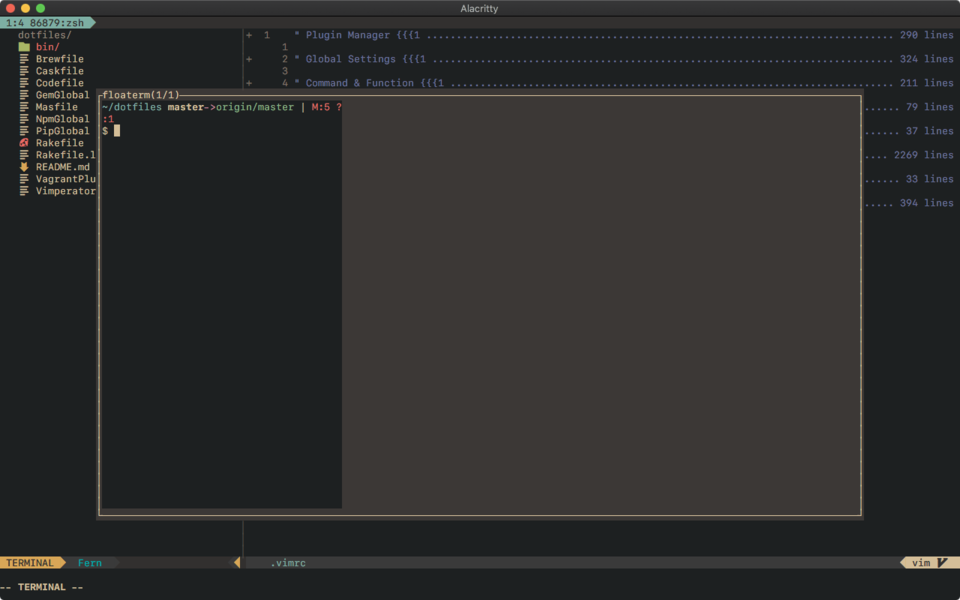 Alacritty
1:4 86879:zsh
dotfiles/
bin/
Brewfile
Caskfile
Codefile
GemGlobal
Masfile
NpmGlobal
PipGlobal
Rakefile
Rakefile.l
README.md
VagrantPlu
Vimperator
+ 1 * Plugin Manager {{{1 .............................................................................. 290 lines
1
+ 2 * Global Settings {{{1 ............................................................................. 324 lines
3
+ 4 * Command & Function {{{1 .......................................................................... 211 lines
..... 79 lines
..... 37 lines
.... 2269 lines
..... 33 lines
..... 394 lines
floaterm(1/1)
~/dotfiles master->origin/master | M:5 ?
:1
$
TERMINAL Fern .vimrc vim
-- TERMINAL --